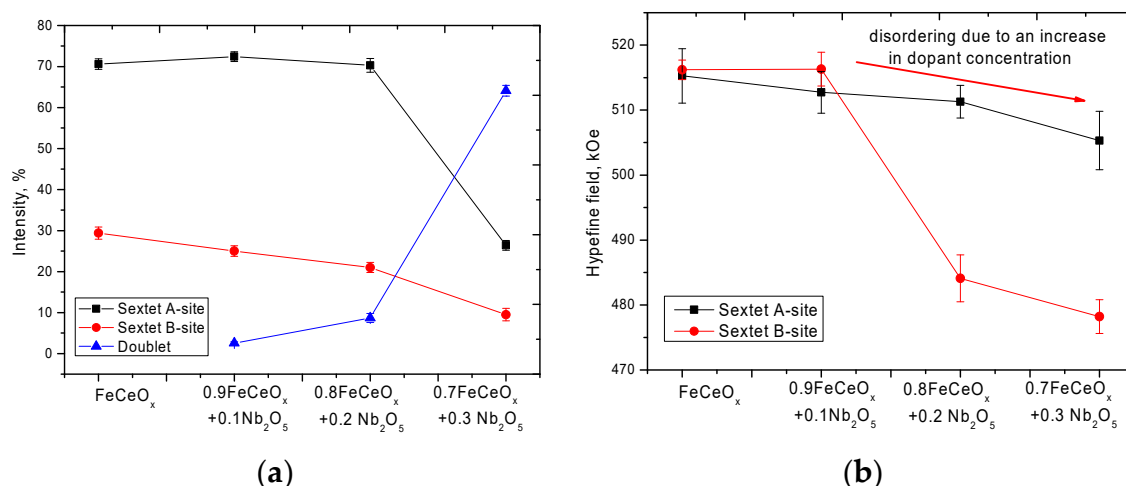 (a)
80
70
60
50
40
30
20
10
0
Intensity, %
Sextet A-site
Sextet B-site
Doublet
FeCeOₓ
0.9FeCeOₓ
+0.1Nb₂O₅
0.8FeCeOₓ
+0.2 Nb₂O₅
0.7FeCeOₓ
+0.3 Nb₂O₅
(b)
520
510
500
490
480
470
Hypefine field, kOe
disordering due to an increase
in dopant concentration
Sextet A-site
Sextet B-site
FeCeOₓ
0.9FeCeOₓ
+0.1Nb₂O₅
0.8FeCeOₓ
+0.2 Nb₂O₅
0.7FeCeOₓ
+0.3 Nb₂O₅